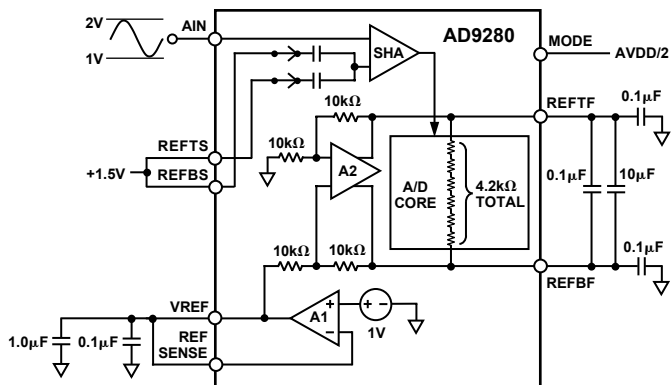 2V
1V
AIN
SHA
AD9280
MODE
AVDD/2
10kΩ
10kΩ
REFTF
0.1µF
REFTS
+1.5V
REFBS
A2
A/D
CORE
4.2kΩ
TOTAL
0.1µF
10µF
10kΩ
10kΩ
0.1µF
REFBF
VREF
A1
+
−
+ −
1V
1.0µF
0.1µF
REF
SENSE